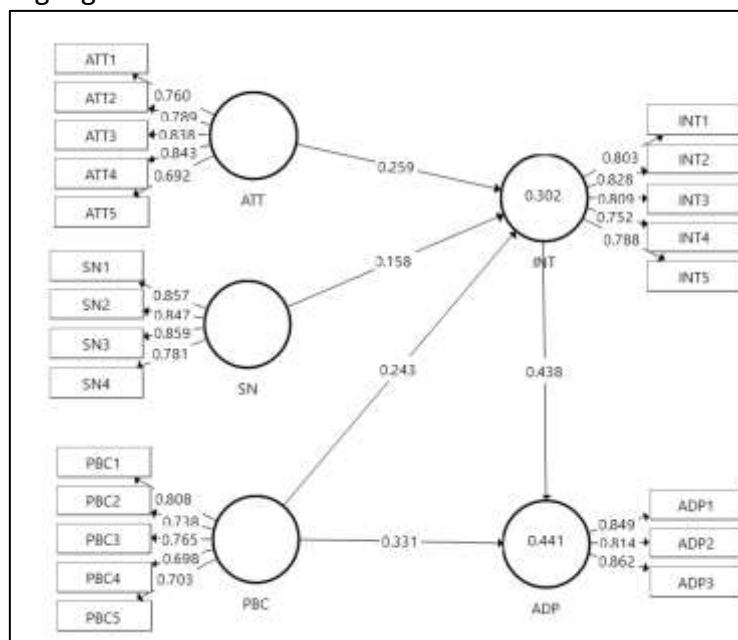 ATT1
ATT2
ATT3
ATT4
ATT5
0.760
0.789
0.838
0.843
0.692
ATT
SN1
SN2
SN3
SN4
0.857
0.847
0.859
0.781
SN
PBC1
PBC2
PBC3
PBC4
PBC5
0.808
0.738
0.765
0.698
0.703
PBC
0.259
0.158
0.243
0.331
0.438
0.302
INT
0.803
0.828
0.809
0.752
0.788
INT1
INT2
INT3
INT4
INT5
0.441
ADP
0.849
0.814
0.862
ADP1
ADP2
ADP3